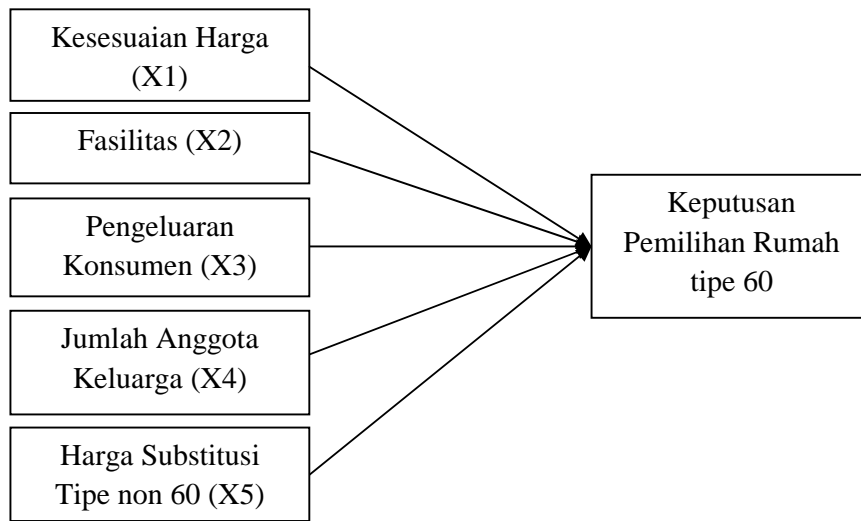 Kesesuaian Harga
(X1)
Fasilitas (X2)
Pengeluaran
Konsumen (X3)
Jumlah Anggota
Keluarga (X4)
Harga Substitusi
Tipe non 60 (X5)
Keputusan
Pemilihan Rumah
tipe 60